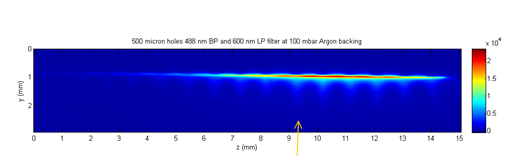 500 micron holes 488 nm BP and 600 nm LP filter at 100 mbar Argon backing
x 10^4
0
1
2
y (mm)
0 1 2 3 4 5 6 7 8 9 10 11 12 13 14 15
z (mm)
2
1.5
1
0.5
0